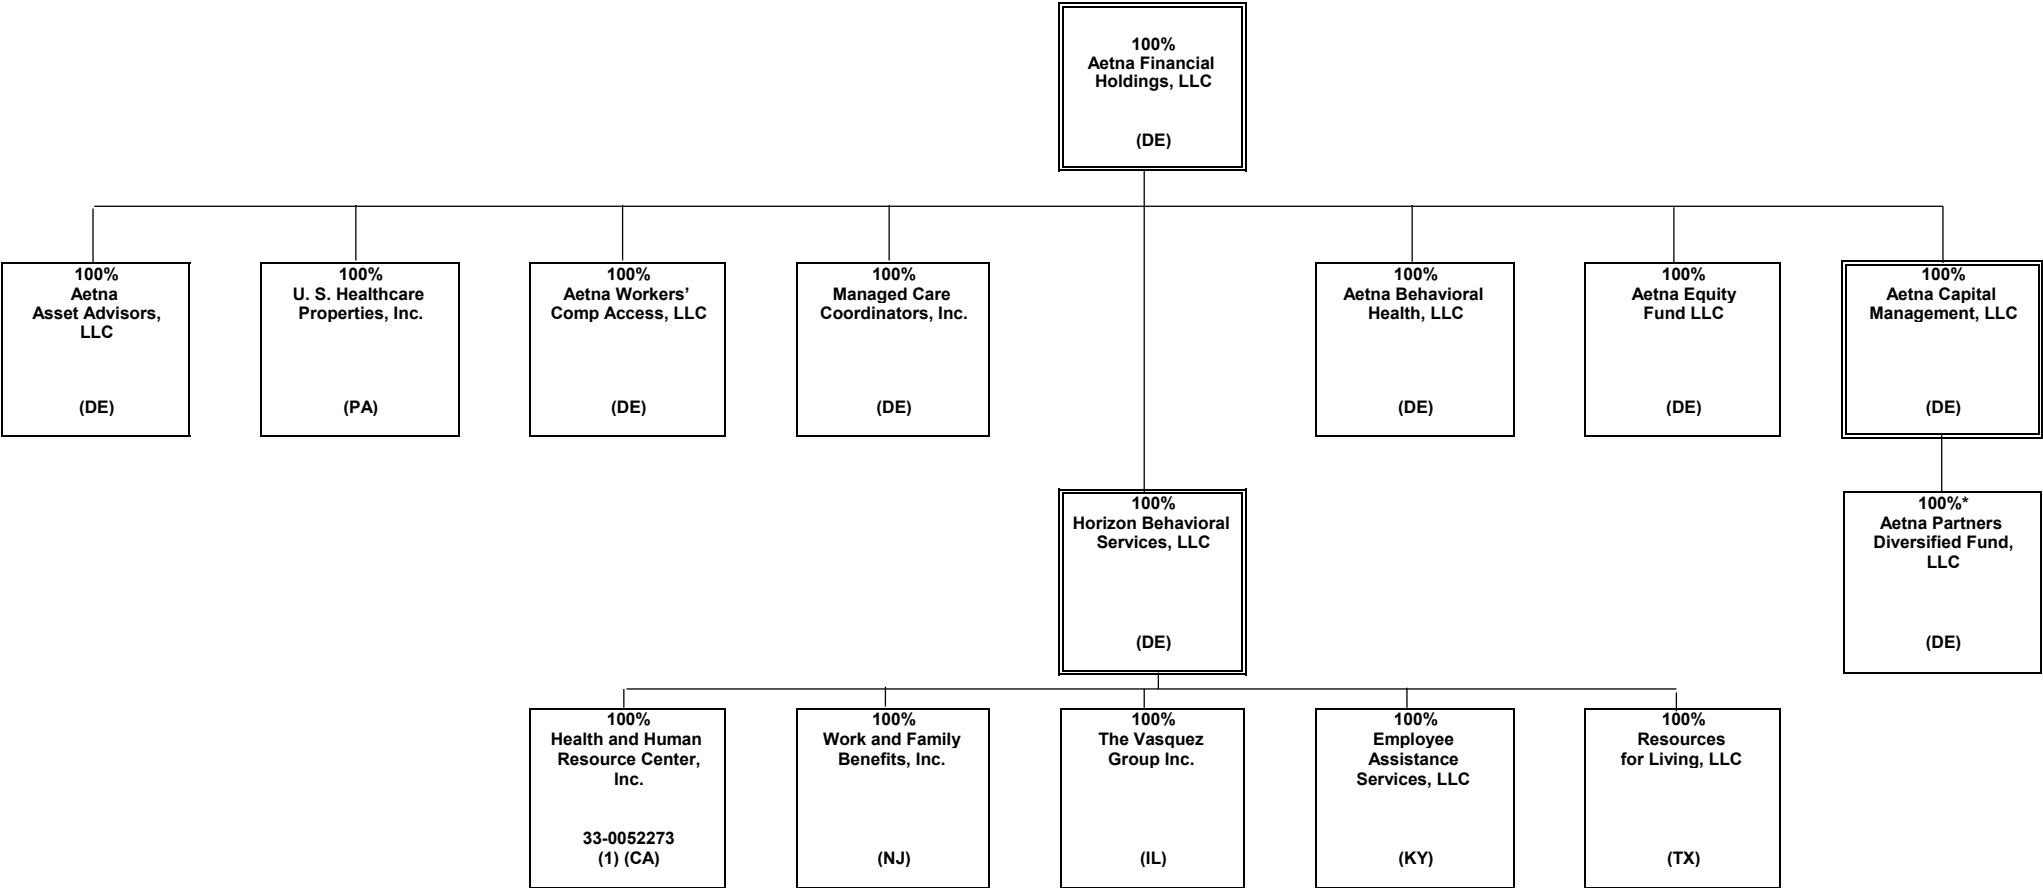 100%
Aetna Financial
Holdings, LLC
(DE)
100%
Aetna
Asset Advisors,
LLC
(DE)
100%
U. S. Healthcare
Properties, Inc.
(PA)
100%
Aetna Workers’
Comp Access, LLC
(DE)
100%
Managed Care
Coordinators, Inc.
(DE)
100%
Aetna Behavioral
Health, LLC
(DE)
100%
Aetna Equity
Fund LLC
(DE)
100%
Aetna Capital
Management, LLC
(DE)
100%
Horizon Behavioral
Services, LLC
(DE)
100%*
Aetna Partners
Diversified Fund,
LLC
(DE)
100%
Health and Human
Resource Center,
Inc.
33-0052273
(1) (CA)
100%
Work and Family
Benefits, Inc.
(NJ)
100%
The Vasquez
Group Inc.
(IL)
100%
Employee
Assistance
Services, LLC
(KY)
100%
Resources
for Living, LLC
(TX)